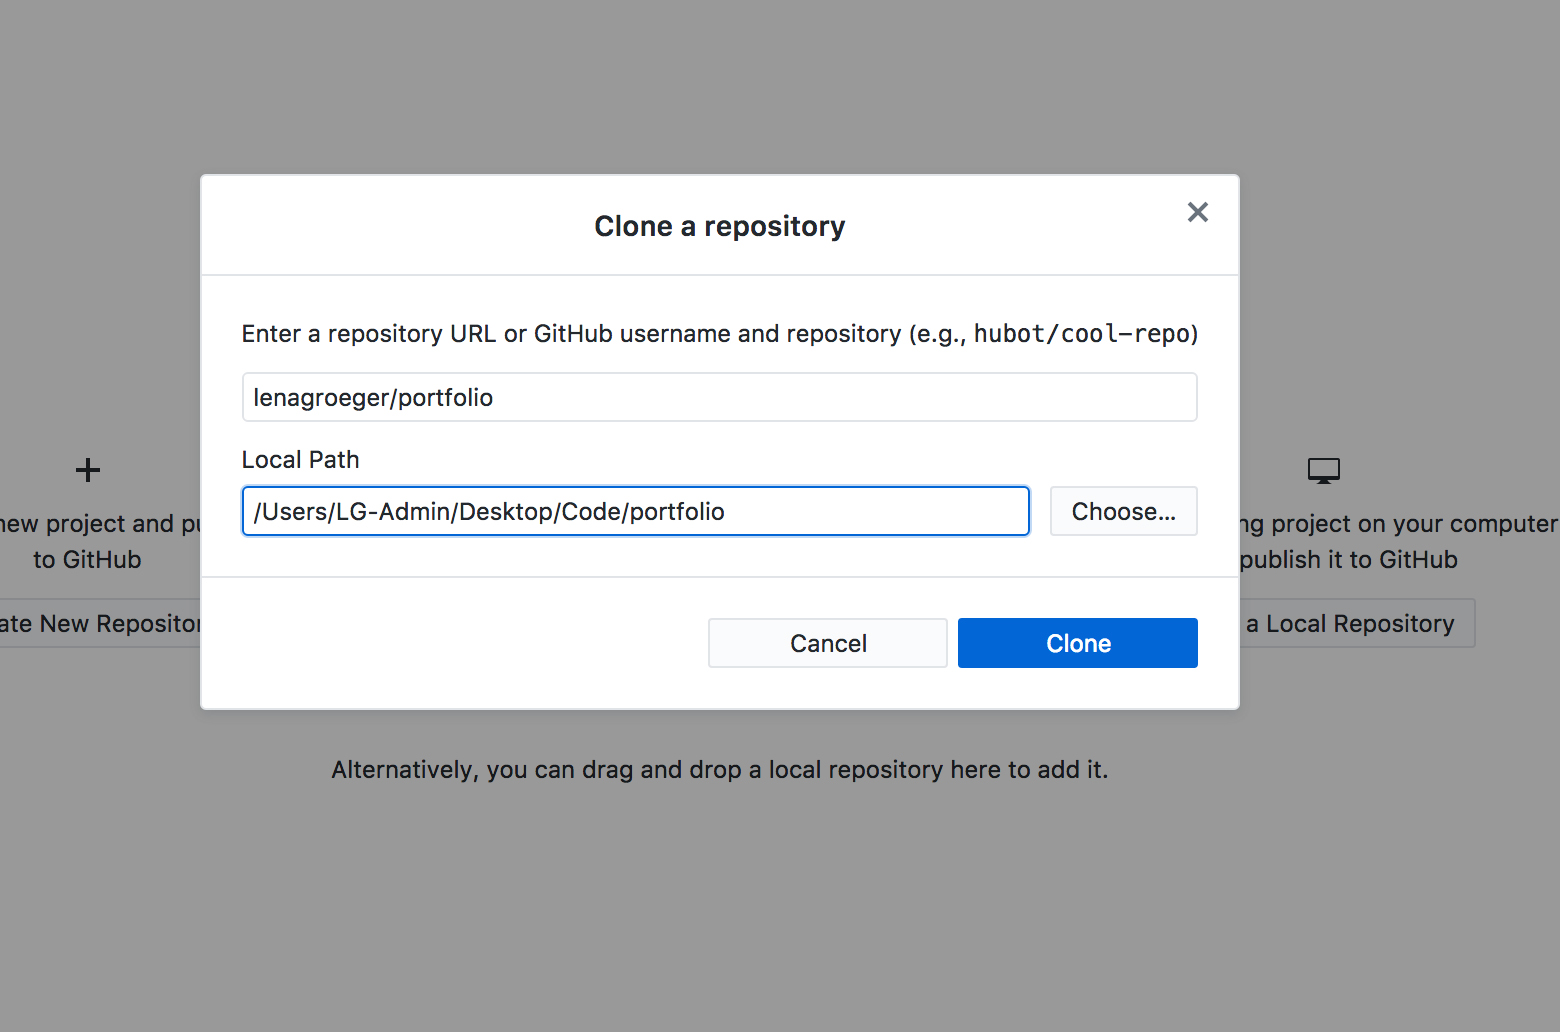 Clone a repository
Enter a repository URL or GitHub username and repository (e.g., hubot/cool-repo)
lenagroeger/portfolio
Local Path
/Users/LG-Admin/Desktop/Code/portfolio
Choose...
Cancel
Clone
new project and pu
to GitHub
ate New Repositor
ng project on your computer
publish it to GitHub
a Local Repository
Alternatively, you can drag and drop a local repository here to add it.